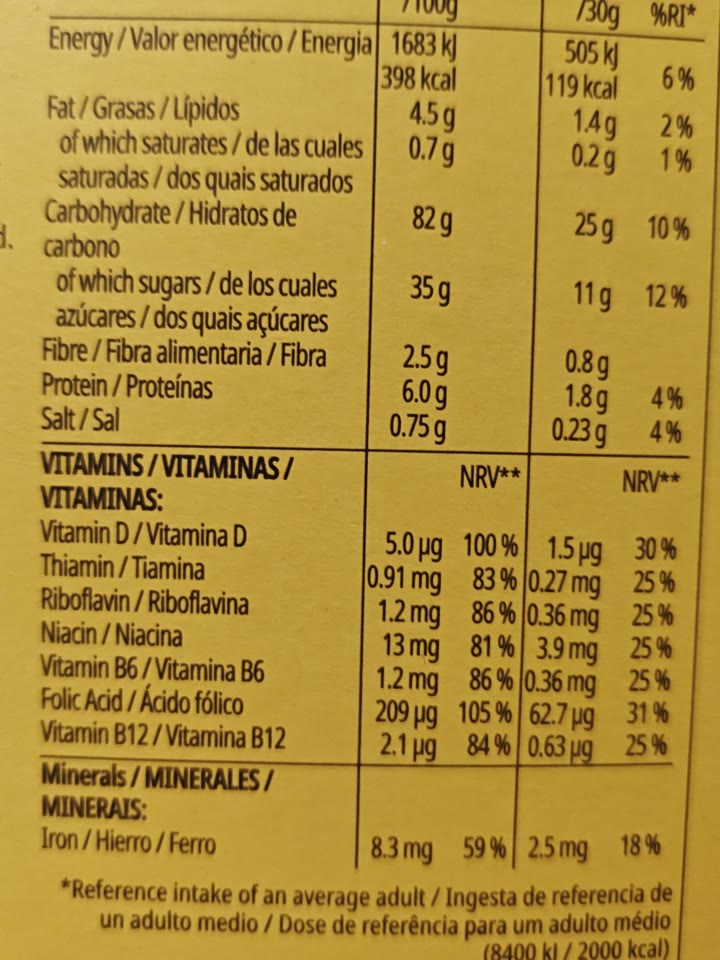 /100g /30g %RI*
Energy / Valor energético / Energia 1683 kJ 505 kJ
398 kcal 119 kcal 6 %
Fat / Grasas / Lípidos 4.5 g 1.4 g 2 %
of which saturates / de las cuales 0.7 g 0.2 g 1 %
saturadas / dos quais saturados
Carbohydrate / Hidratos de 82 g 25 g 10 %
d. carbono
of which sugars / de los cuales 35 g 11 g 12 %
azúcares / dos quais açúcares
Fibre / Fibra alimentaria / Fibra 2.5 g 0.8 g
Protein / Proteínas 6.0 g 1.8 g 4 %
Salt / Sal 0.75 g 0.23 g 4 %
VITAMINS / VITAMINAS / NRV** NRV**
VITAMINAS:
Vitamin D / Vitamina D 5.0 µg 100 % 1.5 µg 30 %
Thiamin / Tiamina 0.91 mg 83 % 0.27 mg 25 %
Riboflavin / Riboflavina 1.2 mg 86 % 0.36 mg 25 %
Niacin / Niacina 13 mg 81 % 3.9 mg 25 %
Vitamin B6 / Vitamina B6 1.2 mg 86 % 0.36 mg 25 %
Folic Acid / Ácido fólico 209 µg 105 % 62.7 µg 31 %
Vitamin B12 / Vitamina B12 2.1 µg 84 % 0.63 µg 25 %
Minerals / MINERALES /
MINERAIS:
Iron / Hierro / Ferro 8.3 mg 59 % 2.5 mg 18 %
*Reference intake of an average adult / Ingesta de referencia de
un adulto medio / Dose de referência para um adulto médio
(8400 kJ / 2000 kcal)